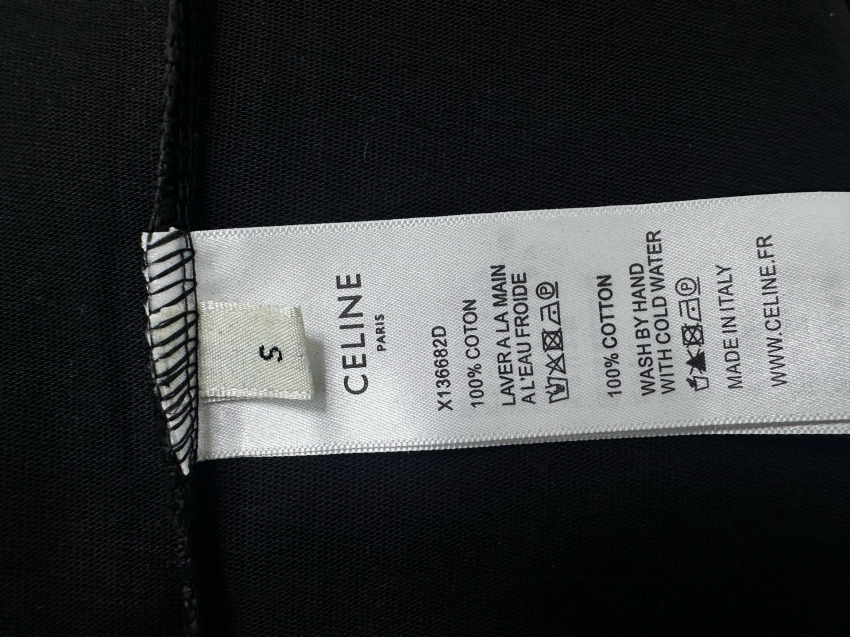 S
CELINE
PARIS
X136682D
100% COTON
LAVER A LA MAIN
A L'EAU FROIDE
P
100% COTTON
WASH BY HAND
WITH COLD WATER
P
MADE IN ITALY
WWW.CELINE.FR